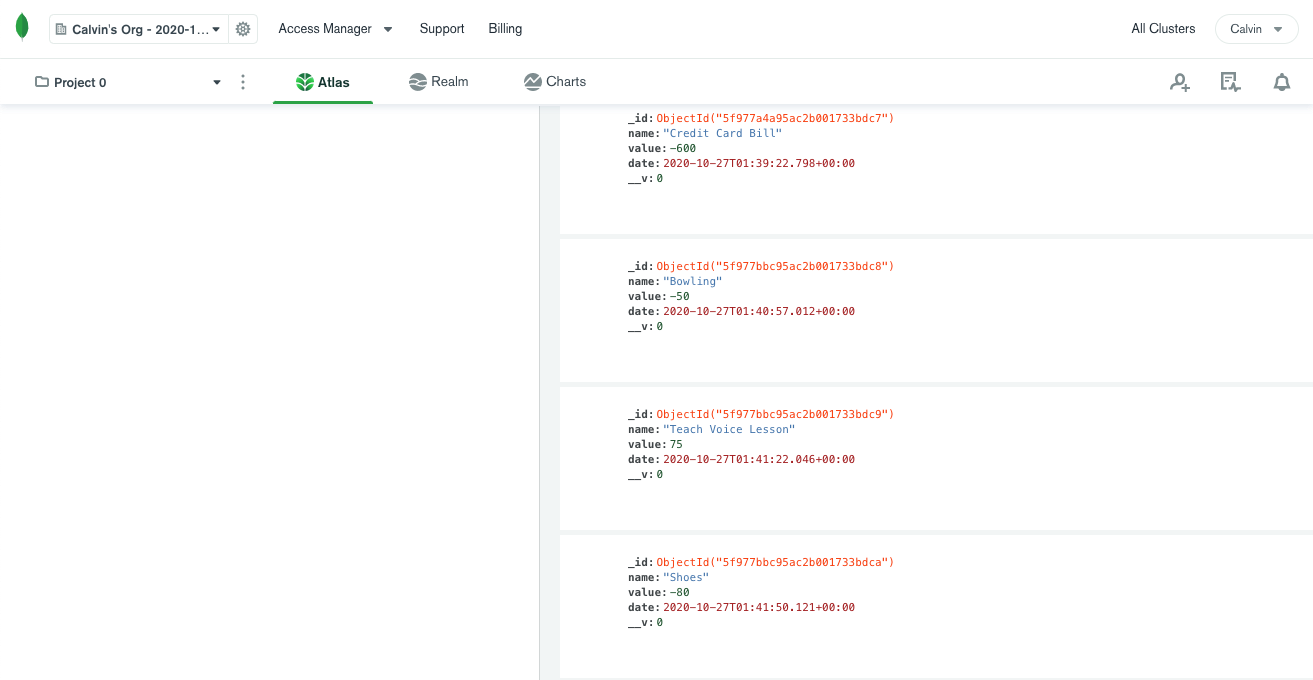 Calvin's Org - 2020-1...
Access Manager
Support
Billing
All Clusters
Calvin
Project 0
Atlas
Realm
Charts
_id: ObjectId("5f977a4a95ac2b001733bdc7")
name: "Credit Card Bill"
value: -600
date: 2020-10-27T01:39:22.798+00:00
__v: 0
_id: ObjectId("5f977bbc95ac2b001733bdc8")
name: "Bowling"
value: -50
date: 2020-10-27T01:40:57.012+00:00
__v: 0
_id: ObjectId("5f977bbc95ac2b001733bdc9")
name: "Teach Voice Lesson"
value: 75
date: 2020-10-27T01:41:22.046+00:00
__v: 0
_id: ObjectId("5f977bbc95ac2b001733bdca")
name: "Shoes"
value: -80
date: 2020-10-27T01:41:50.121+00:00
__v: 0